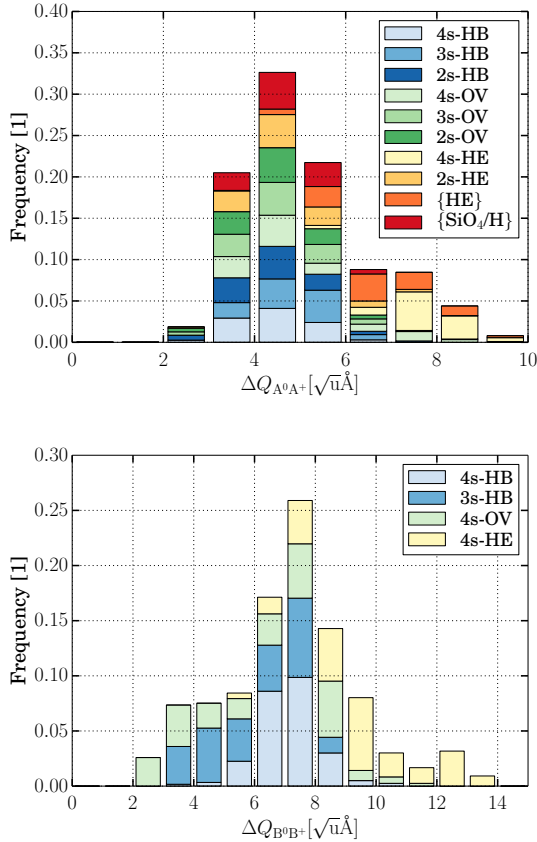 0.40
0.35
0.30
0.25
0.20
0.15
0.10
0.05
0.00
Frequency [1]
4s-HB
3s-HB
2s-HB
4s-OV
3s-OV
2s-OV
4s-HE
2s-HE
{HE}
{SiO₄/H}
0 2 4 6 8 10
ΔQ_A⁰A⁺[√uÅ]
0.30
0.25
0.20
0.15
0.10
0.05
0.00
Frequency [1]
4s-HB
3s-HB
4s-OV
4s-HE
0 2 4 6 8 10 12 14
ΔQ_B⁰B⁺[√uÅ]